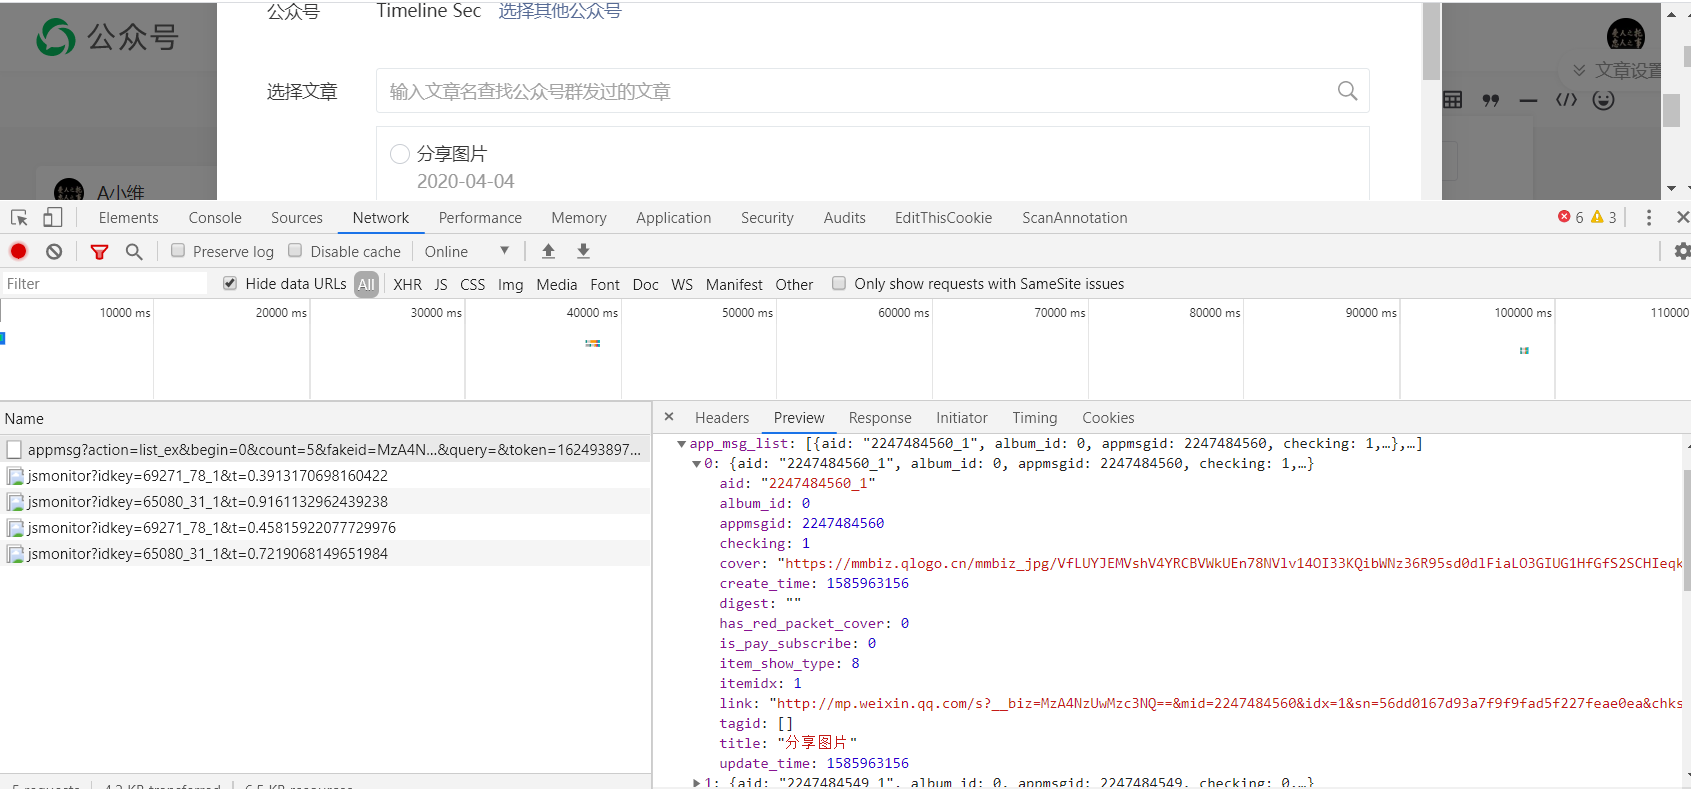 公众号 Timeline Sec 选择其他公众号
公众号
文章设置
选择文章 输入文章名查找公众号群发过的文章
分享图片
2020-04-04
A小维
Elements Console Sources Network Performance Memory Application Security Audits EditThisCookie ScanAnnotation 6 3
Preserve log Disable cache Online
Filter Hide data URLs All XHR JS CSS Img Media Font Doc WS Manifest Other Only show requests with SameSite issues
10000 ms 20000 ms 30000 ms 40000 ms 50000 ms 60000 ms 70000 ms 80000 ms 90000 ms 100000 ms 110000
Name
appmsg?action=list_ex&begin=0&count=5&fakeid=MzA4N...&query=&token=162493897...
jsmonitor?idkey=69271_78_1&t=0.3913170698160422
jsmonitor?idkey=65080_31_1&t=0.9161132962439238
jsmonitor?idkey=69271_78_1&t=0.45815922077729976
jsmonitor?idkey=65080_31_1&t=0.7219068149651984
5 requests 4.2 KB transferred 6.5 KB resources
Headers Preview Response Initiator Timing Cookies
app_msg_list: [{aid: "2247484560_1", album_id: 0, appmsgid: 2247484560, checking: 1,…},…]
0: {aid: "2247484560_1", album_id: 0, appmsgid: 2247484560, checking: 1,…}
aid: "2247484560_1"
album_id: 0
appmsgid: 2247484560
checking: 1
cover: "https://mmbiz.qlogo.cn/mmbiz_jpg/VfLUYJEMVshV4YRCBVWkUEn78NVlv14OI33KQibWNz36R95sd0dlFiaLO3GIUG1HfGfS2SCHIeqk
create_time: 1585963156
digest: ""
has_red_packet_cover: 0
is_pay_subscribe: 0
item_show_type: 8
itemidx: 1
link: "http://mp.weixin.qq.com/s?__biz=MzA4NzUwMzc3NQ==&mid=2247484560&idx=1&sn=56dd0167d93a7f9f9fad5f227feae0ea&chks
tagid: []
title: "分享图片"
update_time: 1585963156
1: {aid: "2247484549_1", album_id: 0, appmsgid: 2247484549, checking: 0,…}